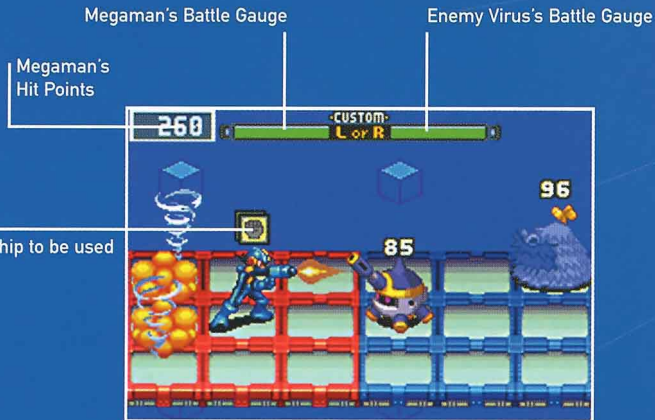 Megaman's Battle Gauge
Enemy Virus's Battle Gauge
Megaman's
Hit Points
260
·CUSTOM·
L or R
96
hip to be used
85